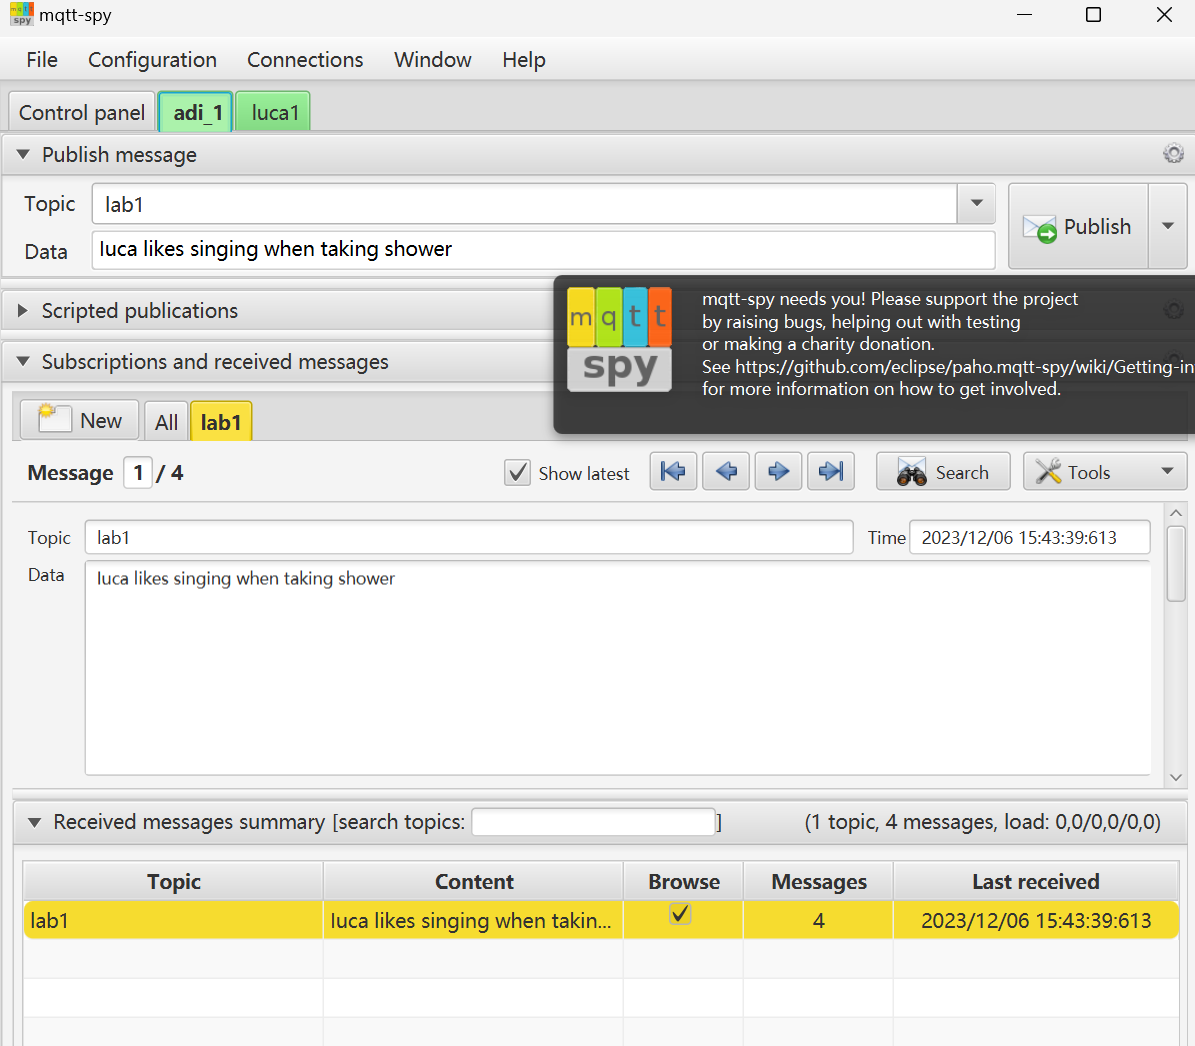 mqtt spy mqtt-spy
File Configuration Connections Window Help
Control panel adi_1 luca1
Publish message
Topic lab1
Publish
Data luca likes singing when taking shower
Scripted publications
mqtt spy
mqtt-spy needs you! Please support the project
by raising bugs, helping out with testing
or making a charity donation.
See https://github.com/eclipse/paho.mqtt-spy/wiki/Getting-in
for more information on how to get involved.
Subscriptions and received messages
New All lab1
Message 1 / 4 Show latest Search Tools
Topic lab1 Time 2023/12/06 15:43:39:613
Data luca likes singing when taking shower
Received messages summary [search topics: ] (1 topic, 4 messages, load: 0,0/0,0/0,0)
Topic Content Browse Messages Last received
lab1 luca likes singing when takin... 4 2023/12/06 15:43:39:613